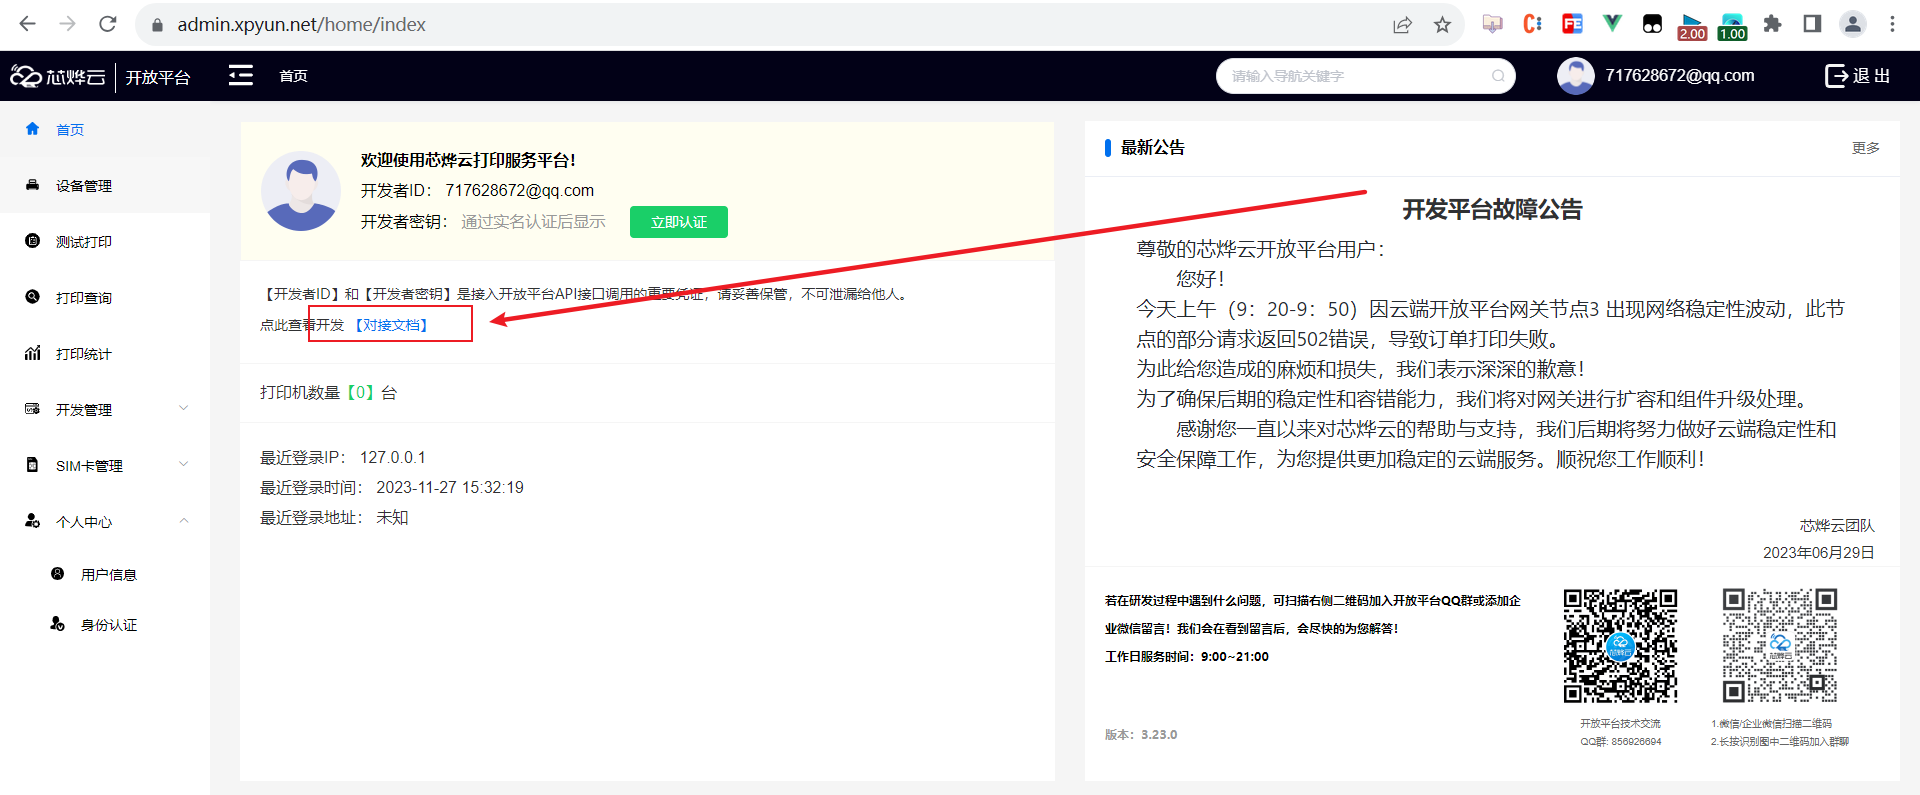 admin.xpyun.net/home/index
2.00
1.00
芯烨云
开放平台
首页
请输入导航关键字
717628672@qq.com
退 出
首页
设备管理
测试打印
打印查询
打印统计
开发管理
SIM卡管理
个人中心
用户信息
身份认证
欢迎使用芯烨云打印服务平台！
开发者ID： 717628672@qq.com
开发者密钥： 通过实名认证后显示
立即认证
【开发者ID】和【开发者密钥】是接入开放平台API接口调用的重要凭证，请妥善保管，不可泄漏给他人。
点此查看开发 【对接文档】
打印机数量【0】台
最近登录IP： 127.0.0.1
最近登录时间： 2023-11-27 15:32:19
最近登录地址： 未知
最新公告
更多
开发平台故障公告
尊敬的芯烨云开放平台用户：
您好！
今天上午（9：20-9：50）因云端开放平台网关节点3 出现网络稳定性波动，此节
点的部分请求返回502错误，导致订单打印失败。
为此给您造成的麻烦和损失，我们表示深深的歉意！
为了确保后期的稳定性和容错能力，我们将对网关进行扩容和组件升级处理。
感谢您一直以来对芯烨云的帮助与支持，我们后期将努力做好云端稳定性和
安全保障工作，为您提供更加稳定的云端服务。顺祝您工作顺利！
芯烨云团队
2023年06月29日
若在研发过程中遇到什么问题，可扫描右侧二维码加入开放平台QQ群或添加企
业微信留言！我们会在看到留言后，会尽快的为您解答！
工作日服务时间：9:00~21:00
版本：3.23.0
芯烨云
芯烨云
开放平台技术交流
QQ群: 856926694
1.微信/企业微信扫描二维码
2.长按识别图中二维码加入群聊